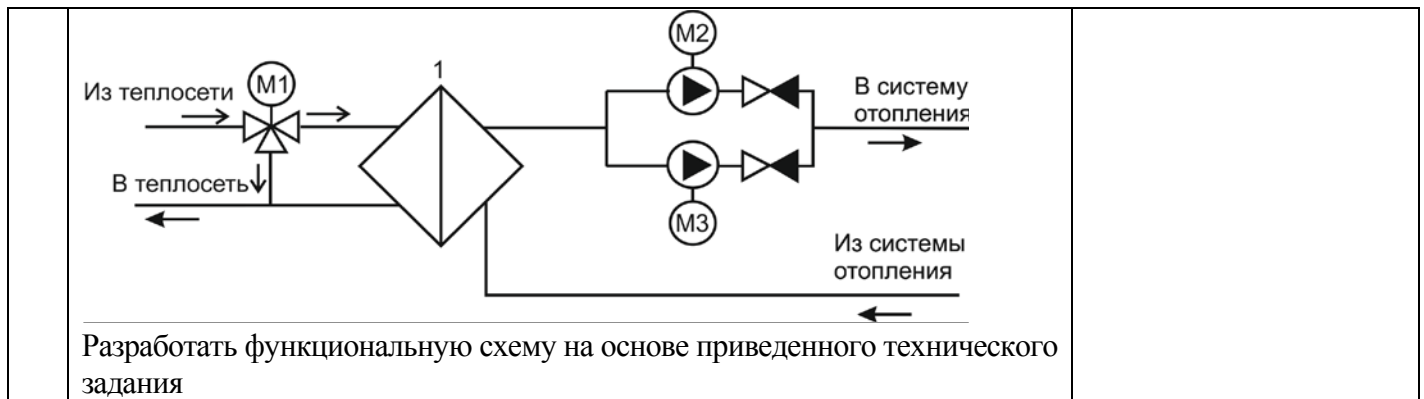 M2
1
M1
Из теплосети
В систему
отопления
В теплосеть
M3
Из системы
отопления
Разработать функциональную схему на основе приведенного технического
задания